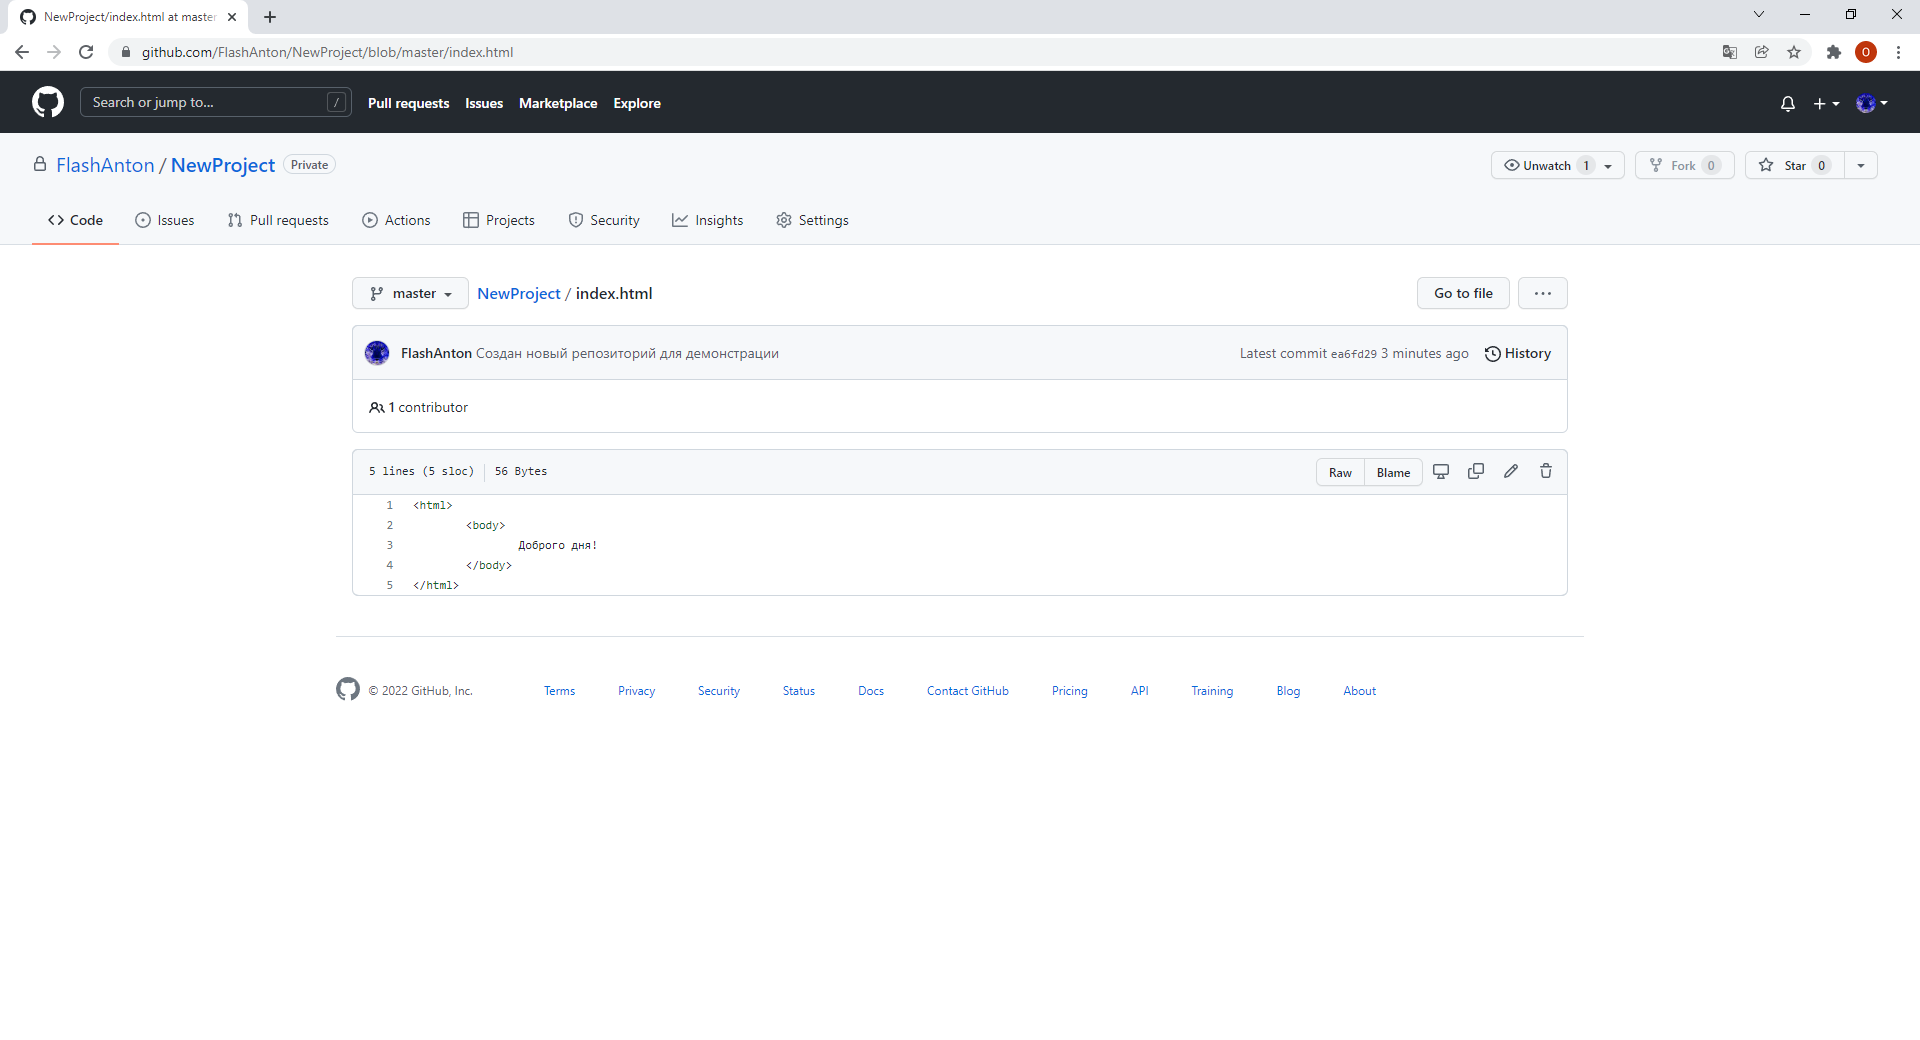 NewProject/index.html at master
github.com/FlashAnton/NewProject/blob/master/index.html
O
Search or jump to... /
Pull requests Issues Marketplace Explore
FlashAnton / NewProject Private
Unwatch 1 Fork 0 Star 0
Code Issues Pull requests Actions Projects Security Insights Settings
master NewProject / index.html Go to file
FlashAnton Создан новый репозиторий для демонстрации Latest commit ea6fd29 3 minutes ago History
1 contributor
5 lines (5 sloc) 56 Bytes Raw Blame
1 <html>
2 <body>
3 Доброго дня!
4 </body>
5 </html>
© 2022 GitHub, Inc. Terms Privacy Security Status Docs Contact GitHub Pricing API Training Blog About